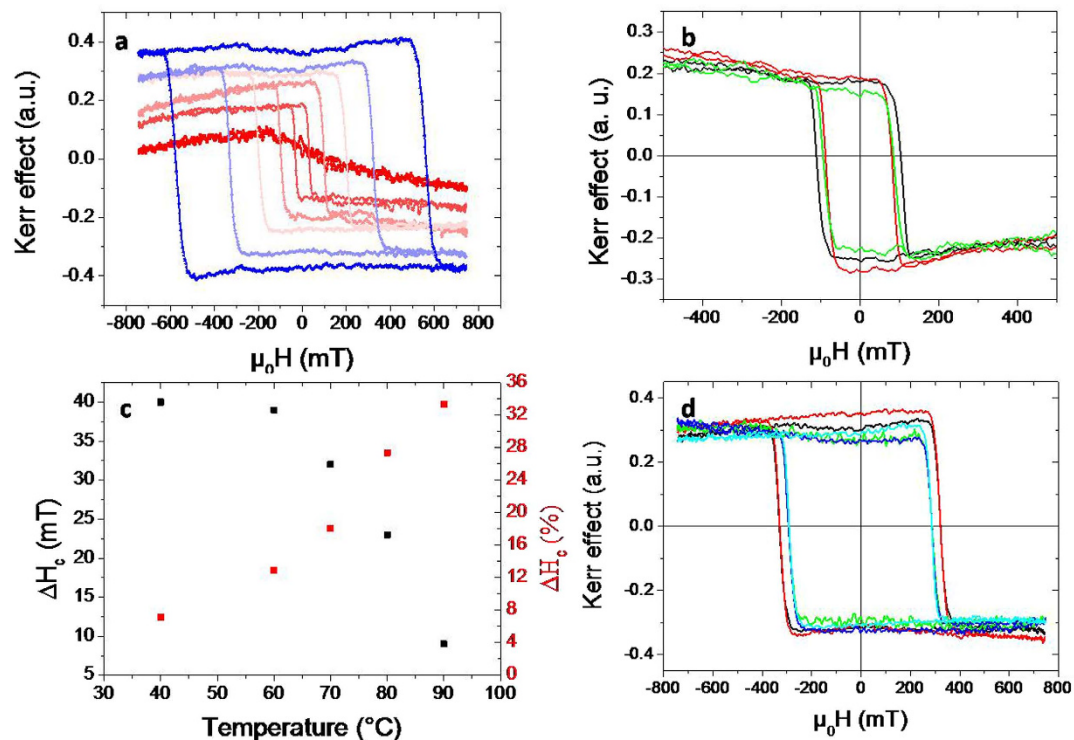 a
Kerr effect (a.u.)
0.4
0.2
0.0
-0.2
-0.4
-800 -600 -400 -200 0 200 400 600 800
μ₀H (mT)
b
Kerr effect (a. u.)
0.3
0.2
0.1
0.0
-0.1
-0.2
-0.3
-400 -200 0 200 400
μ₀H (mT)
c
ΔH_c (mT)
40
35
30
25
20
15
10
5
30 40 50 60 70 80 90 100
Temperature (°C)
36
32
28
24
20
16
12
8
4
0
ΔH_c (%)
d
Kerr effect (a.u.)
0.4
0.2
0.0
-0.2
-0.4
-800 -600 -400 -200 0 200 400 600 800
μ₀H (mT)